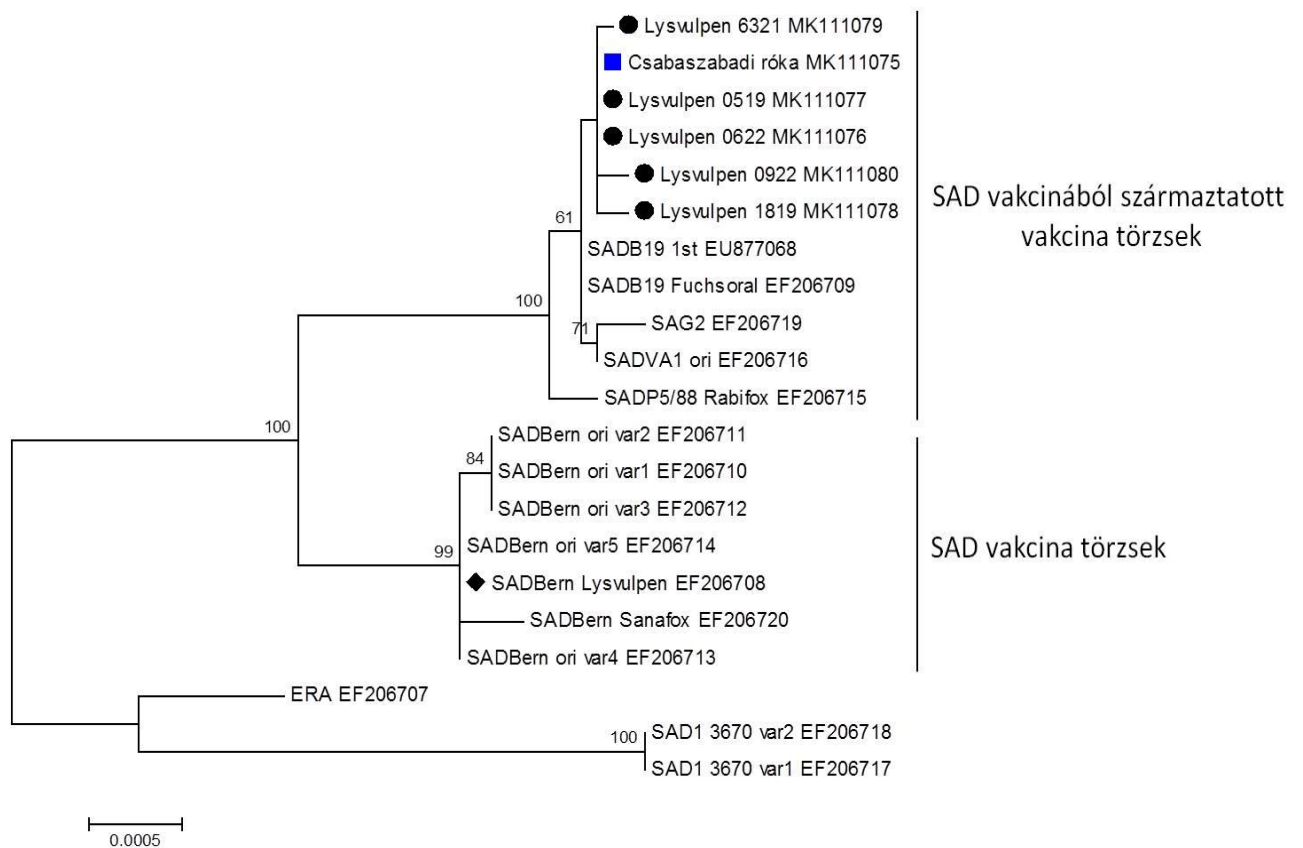 Lysvulpen 6321 MK111079
Csabaszabadi róka MK111075
Lysvulpen 0519 MK111077
Lysvulpen 0622 MK111076
Lysvulpen 0922 MK111080
Lysvulpen 1819 MK111078
61
SADB19 1st EU877068
SADB19 Fuchsoral EF206709
100
71
SAG2 EF206719
SADVA1 ori EF206716
SADP5/88 Rabifox EF206715
SAD vakcinából származtatott
vakcina törzsek
100
SADBern ori var2 EF206711
84
SADBern ori var1 EF206710
SADBern ori var3 EF206712
99
SADBern ori var5 EF206714
SADBern Lysvulpen EF206708
SADBern Sanafox EF206720
SADBern ori var4 EF206713
SAD vakcina törzsek
ERA EF206707
100
SAD1 3670 var2 EF206718
SAD1 3670 var1 EF206717
0.0005